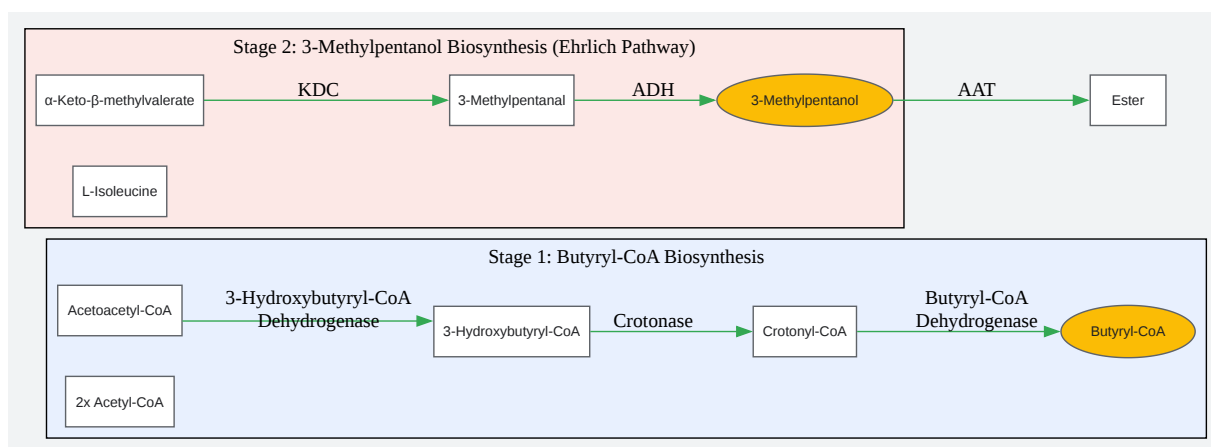 Stage 2: 3-Methylpentanol Biosynthesis (Ehrlich Pathway)
α-Keto-β-methylvalerate
KDC
3-Methylpentanal
ADH
3-Methylpentanol
AAT
Ester
L-Isoleucine
Stage 1: Butyryl-CoA Biosynthesis
Acetoacetyl-CoA
3-Hydroxybutyryl-CoA
Dehydrogenase
3-Hydroxybutyryl-CoA
Crotonase
Crotonyl-CoA
Butyryl-CoA
Dehydrogenase
Butyryl-CoA
2x Acetyl-CoA